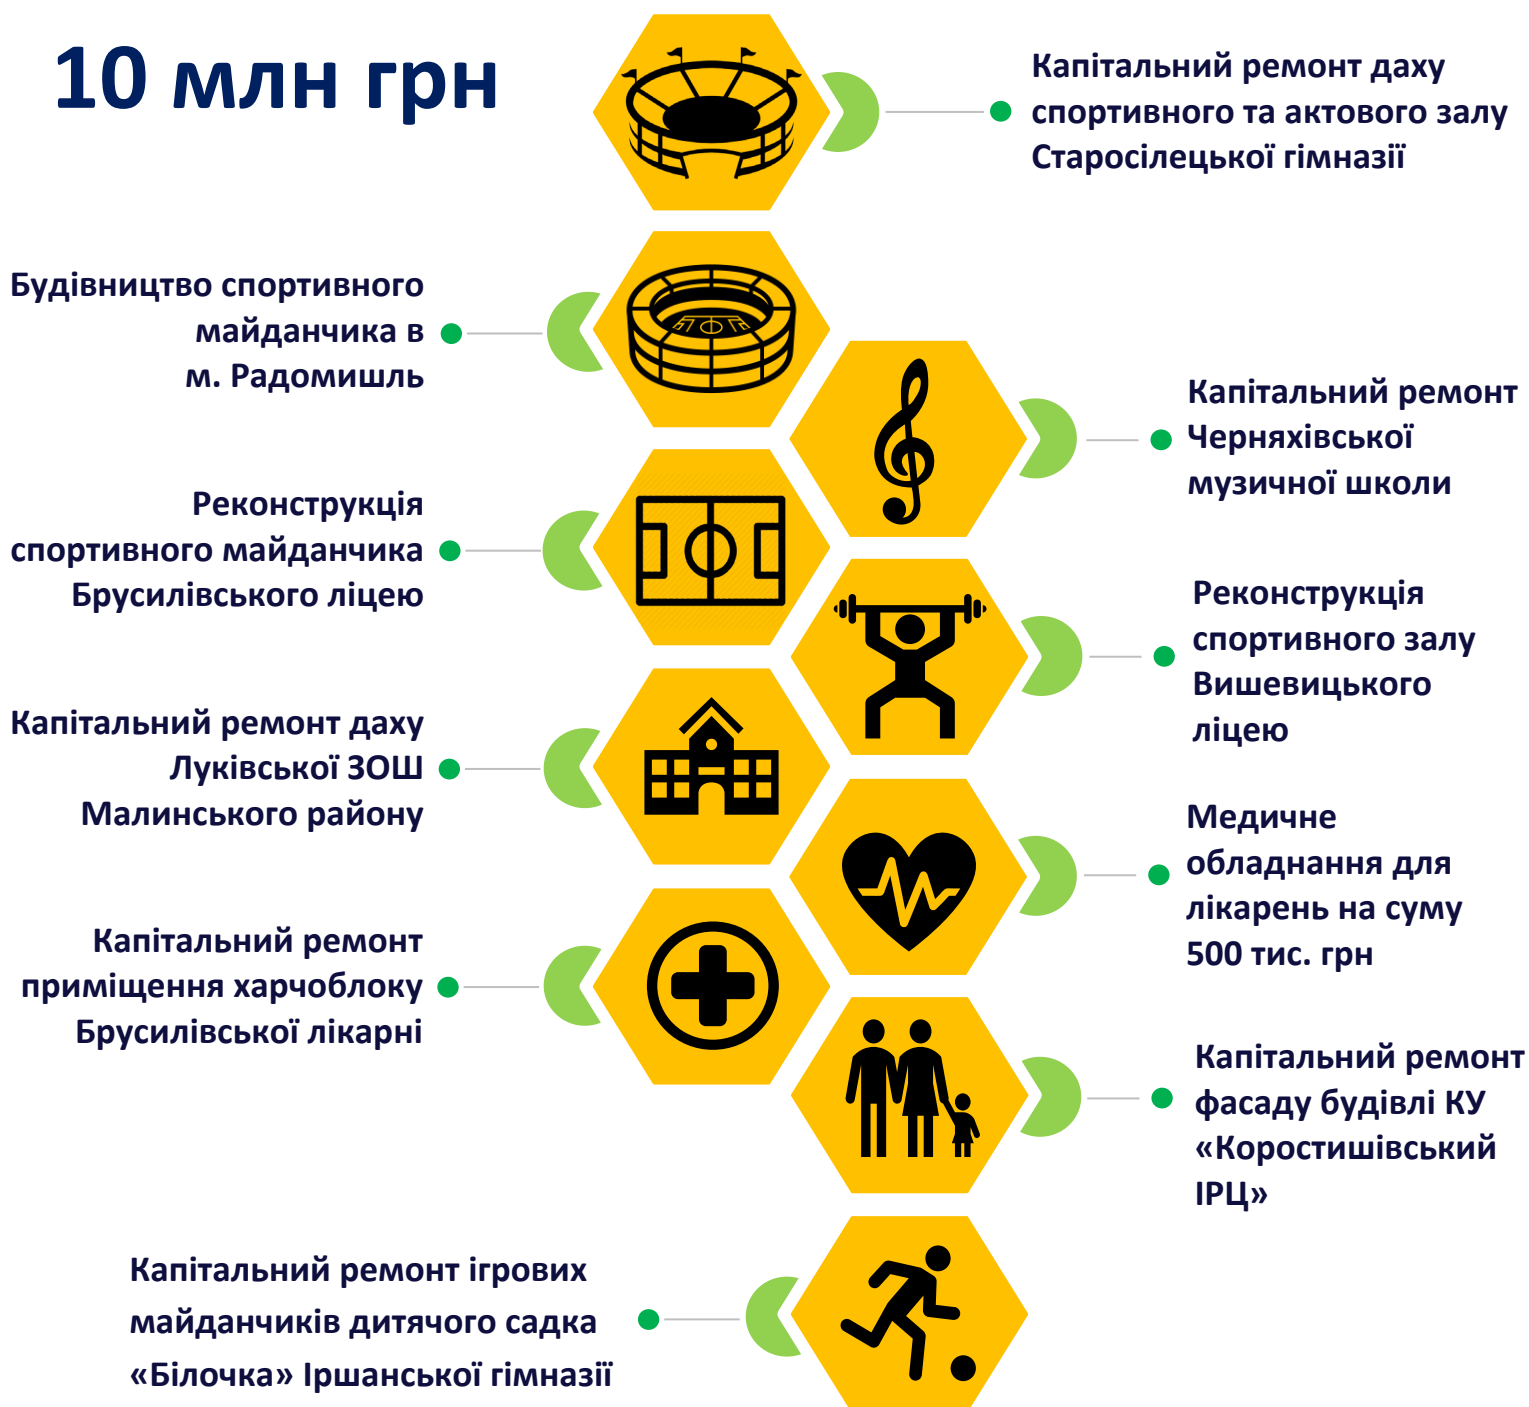 10 млн грн
Капітальний ремонт даху
спортивного та актового залу
Старосілецької гімназії
Будівництво спортивного
майданчика в
м. Радомишль
Капітальний ремонт
Черняхівської
музичної школи
Реконструкція
спортивного майданчика
Брусилівського ліцею
Реконструкція
спортивного залу
Вишевицького
ліцею
Капітальний ремонт даху
Луківської ЗОШ
Малинського району
Медичне
обладнання для
лікарень на суму
500 тис. грн
Капітальний ремонт
приміщення харчоблоку
Брусилівської лікарні
Капітальний ремонт
фасаду будівлі КУ
«Коростишівський
ІРЦ»
Капітальний ремонт ігрових
майданчиків дитячого садка
«Білочка» Іршанської гімназії